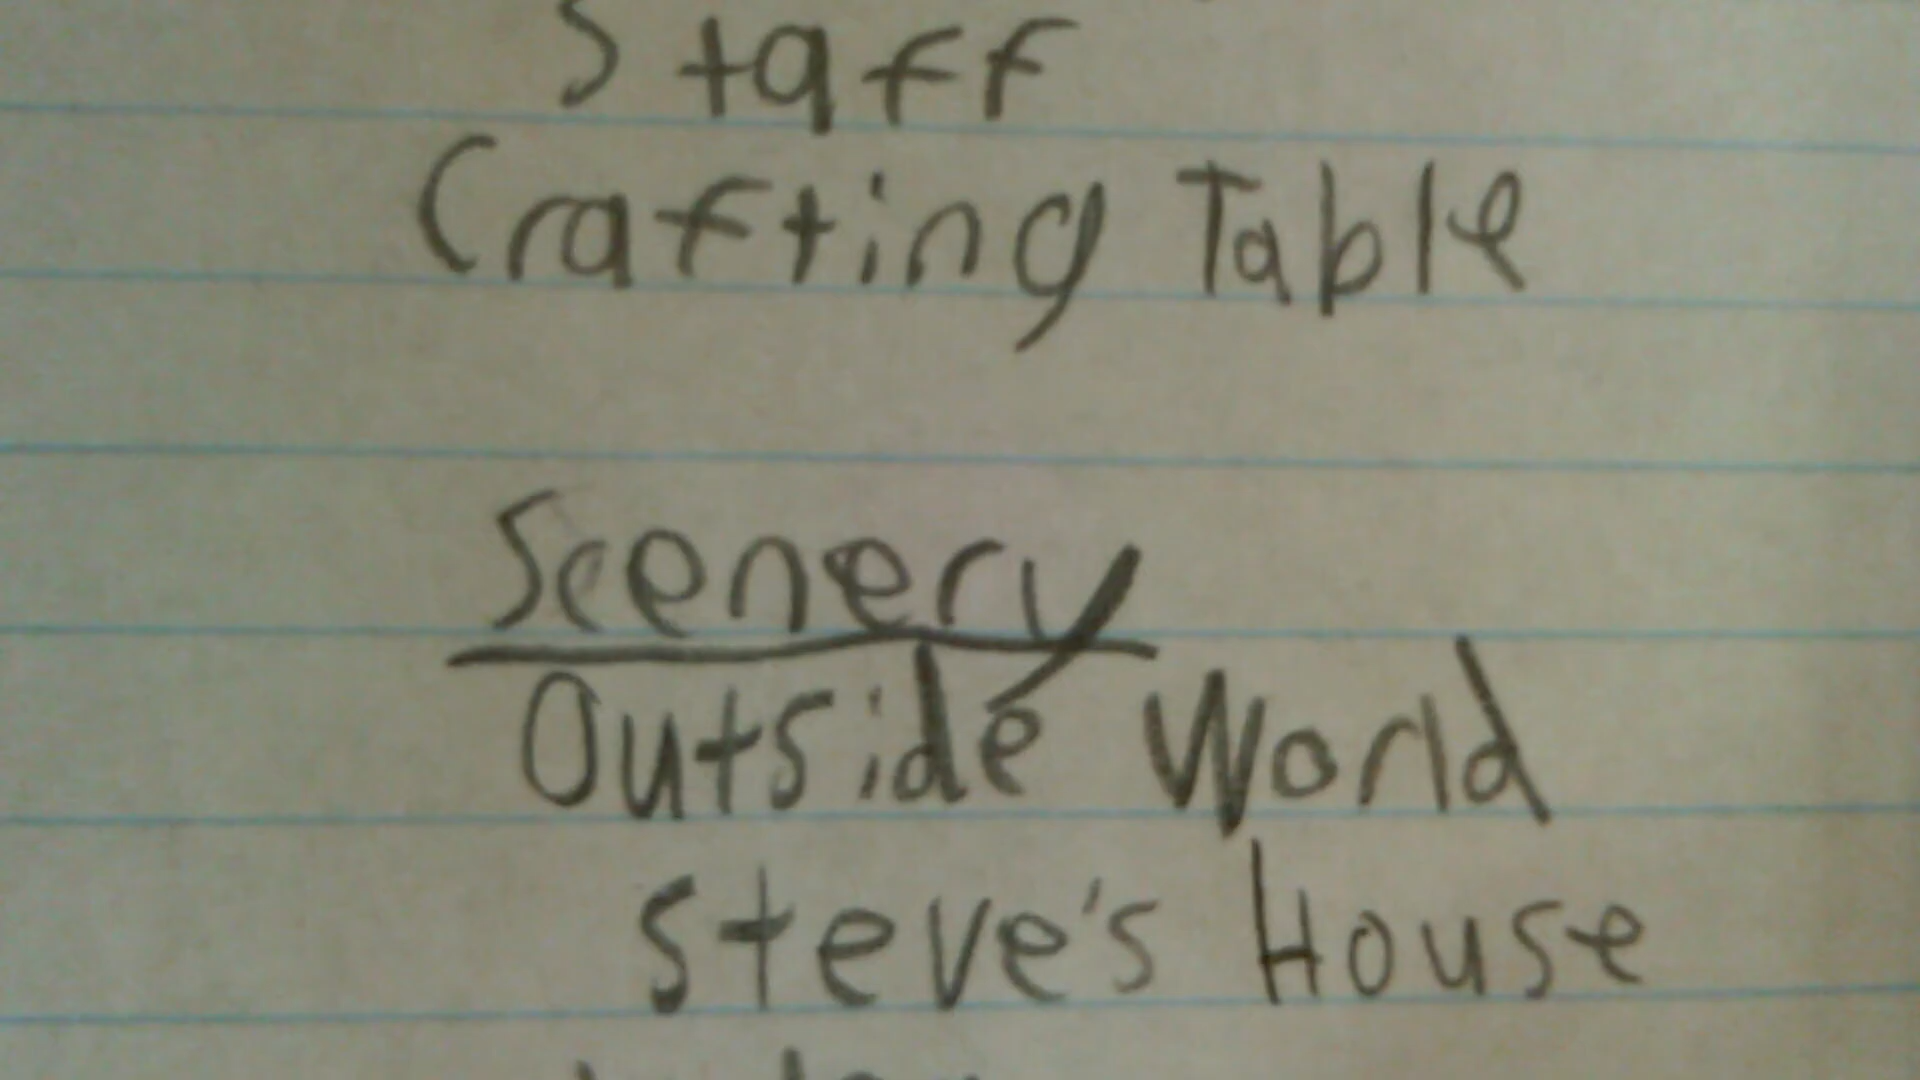 Staff
Crafting Table
Scenery
Outside World
Steve's House